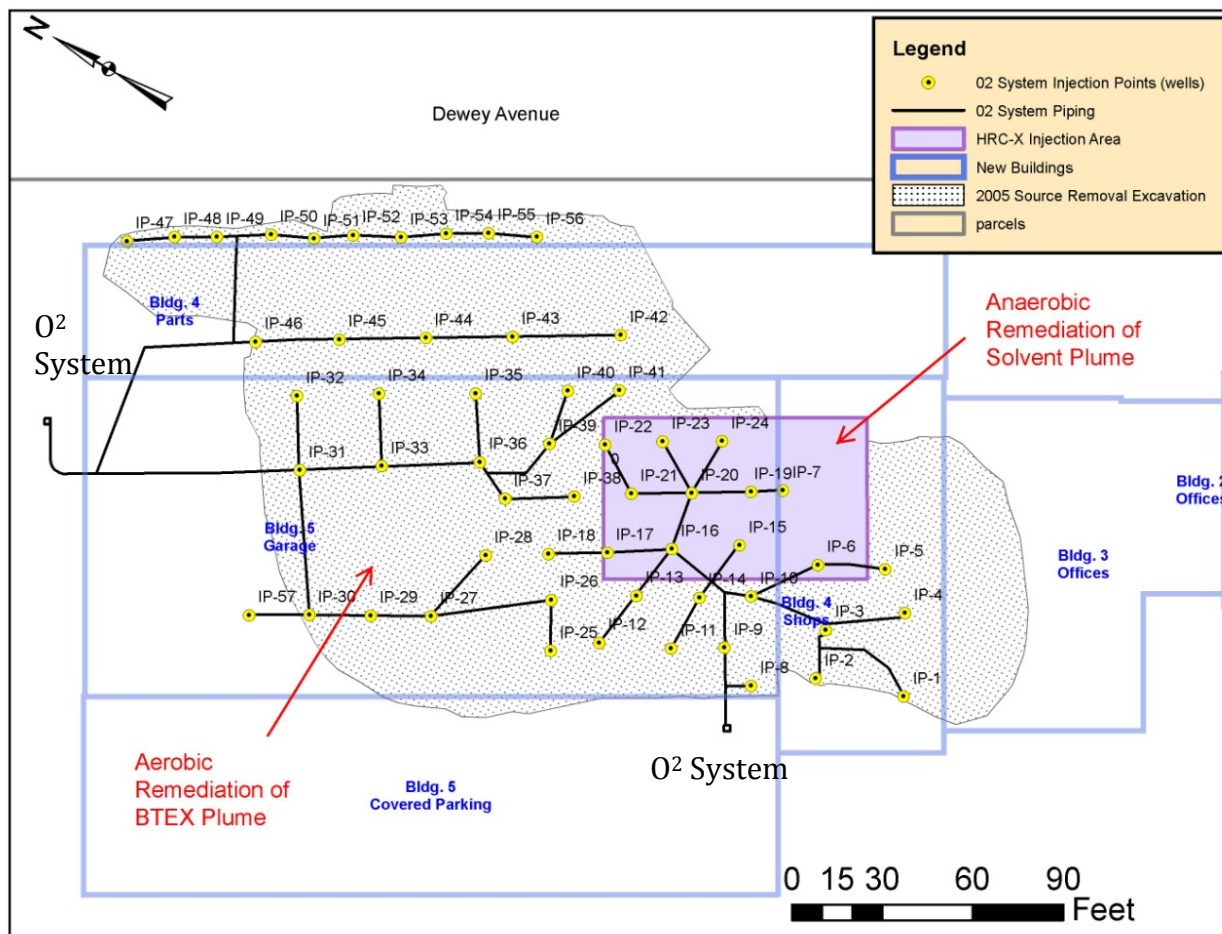 N
Dewey Avenue
Legend
02 System Injection Points (wells)
02 System Piping
HRC-X Injection Area
New Buildings
2005 Source Removal Excavation
parcels
IP-47
IP-48
IP-49
IP-50
IP-51
IP-52
IP-53
IP-54
IP-55
IP-56
Bldg. 4
Parts
O²
System
IP-46
IP-45
IP-44
IP-43
IP-42
Anaerobic
Remediation of
Solvent Plume
IP-32
IP-34
IP-35
IP-40
IP-41
IP-31
IP-33
IP-36
IP-39
IP-22
0
IP-23
IP-24
IP-37
IP-38
IP-21
IP-20
IP-19
IP-7
Bldg. 5
Garage
IP-28
IP-18
IP-17
IP-16
IP-15
IP-6
IP-5
Bldg. 2
Offices
Bldg. 3
Offices
IP-57
IP-30
IP-29
IP-27
IP-26
IP-13
IP-14
IP-10
Bldg. 4
Shops
IP-3
IP-4
IP-25
IP-12
IP-11
IP-9
IP-2
IP-8
IP-1
Aerobic
Remediation of
BTEX Plume
Bldg. 5
Covered Parking
O² System
0 15 30 60 90
Feet